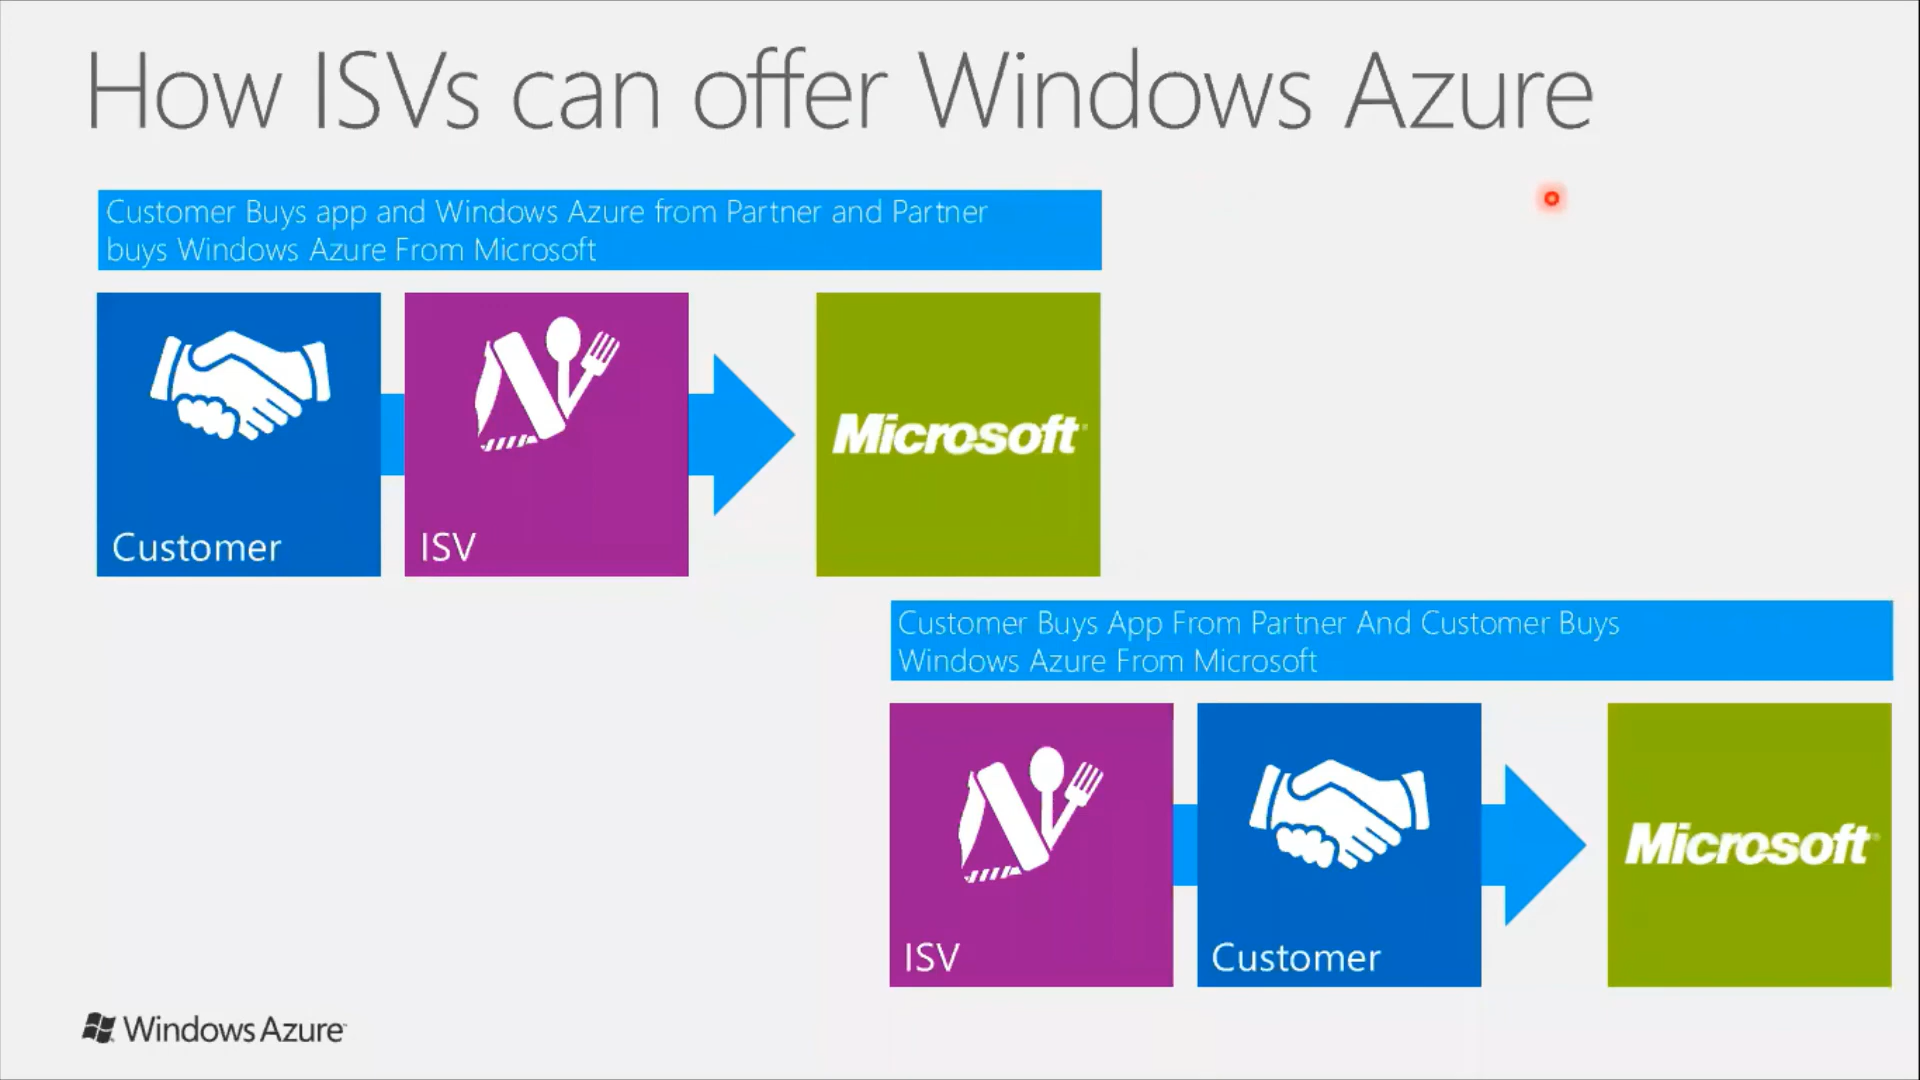 How ISVs can offer Windows Azure
Customer Buys app and Windows Azure from Partner and Partner
buys Windows Azure From Microsoft
Customer
ISV
Microsoft
Customer Buys App From Partner And Customer Buys
Windows Azure From Microsoft
ISV
Customer
Microsoft
Windows Azure